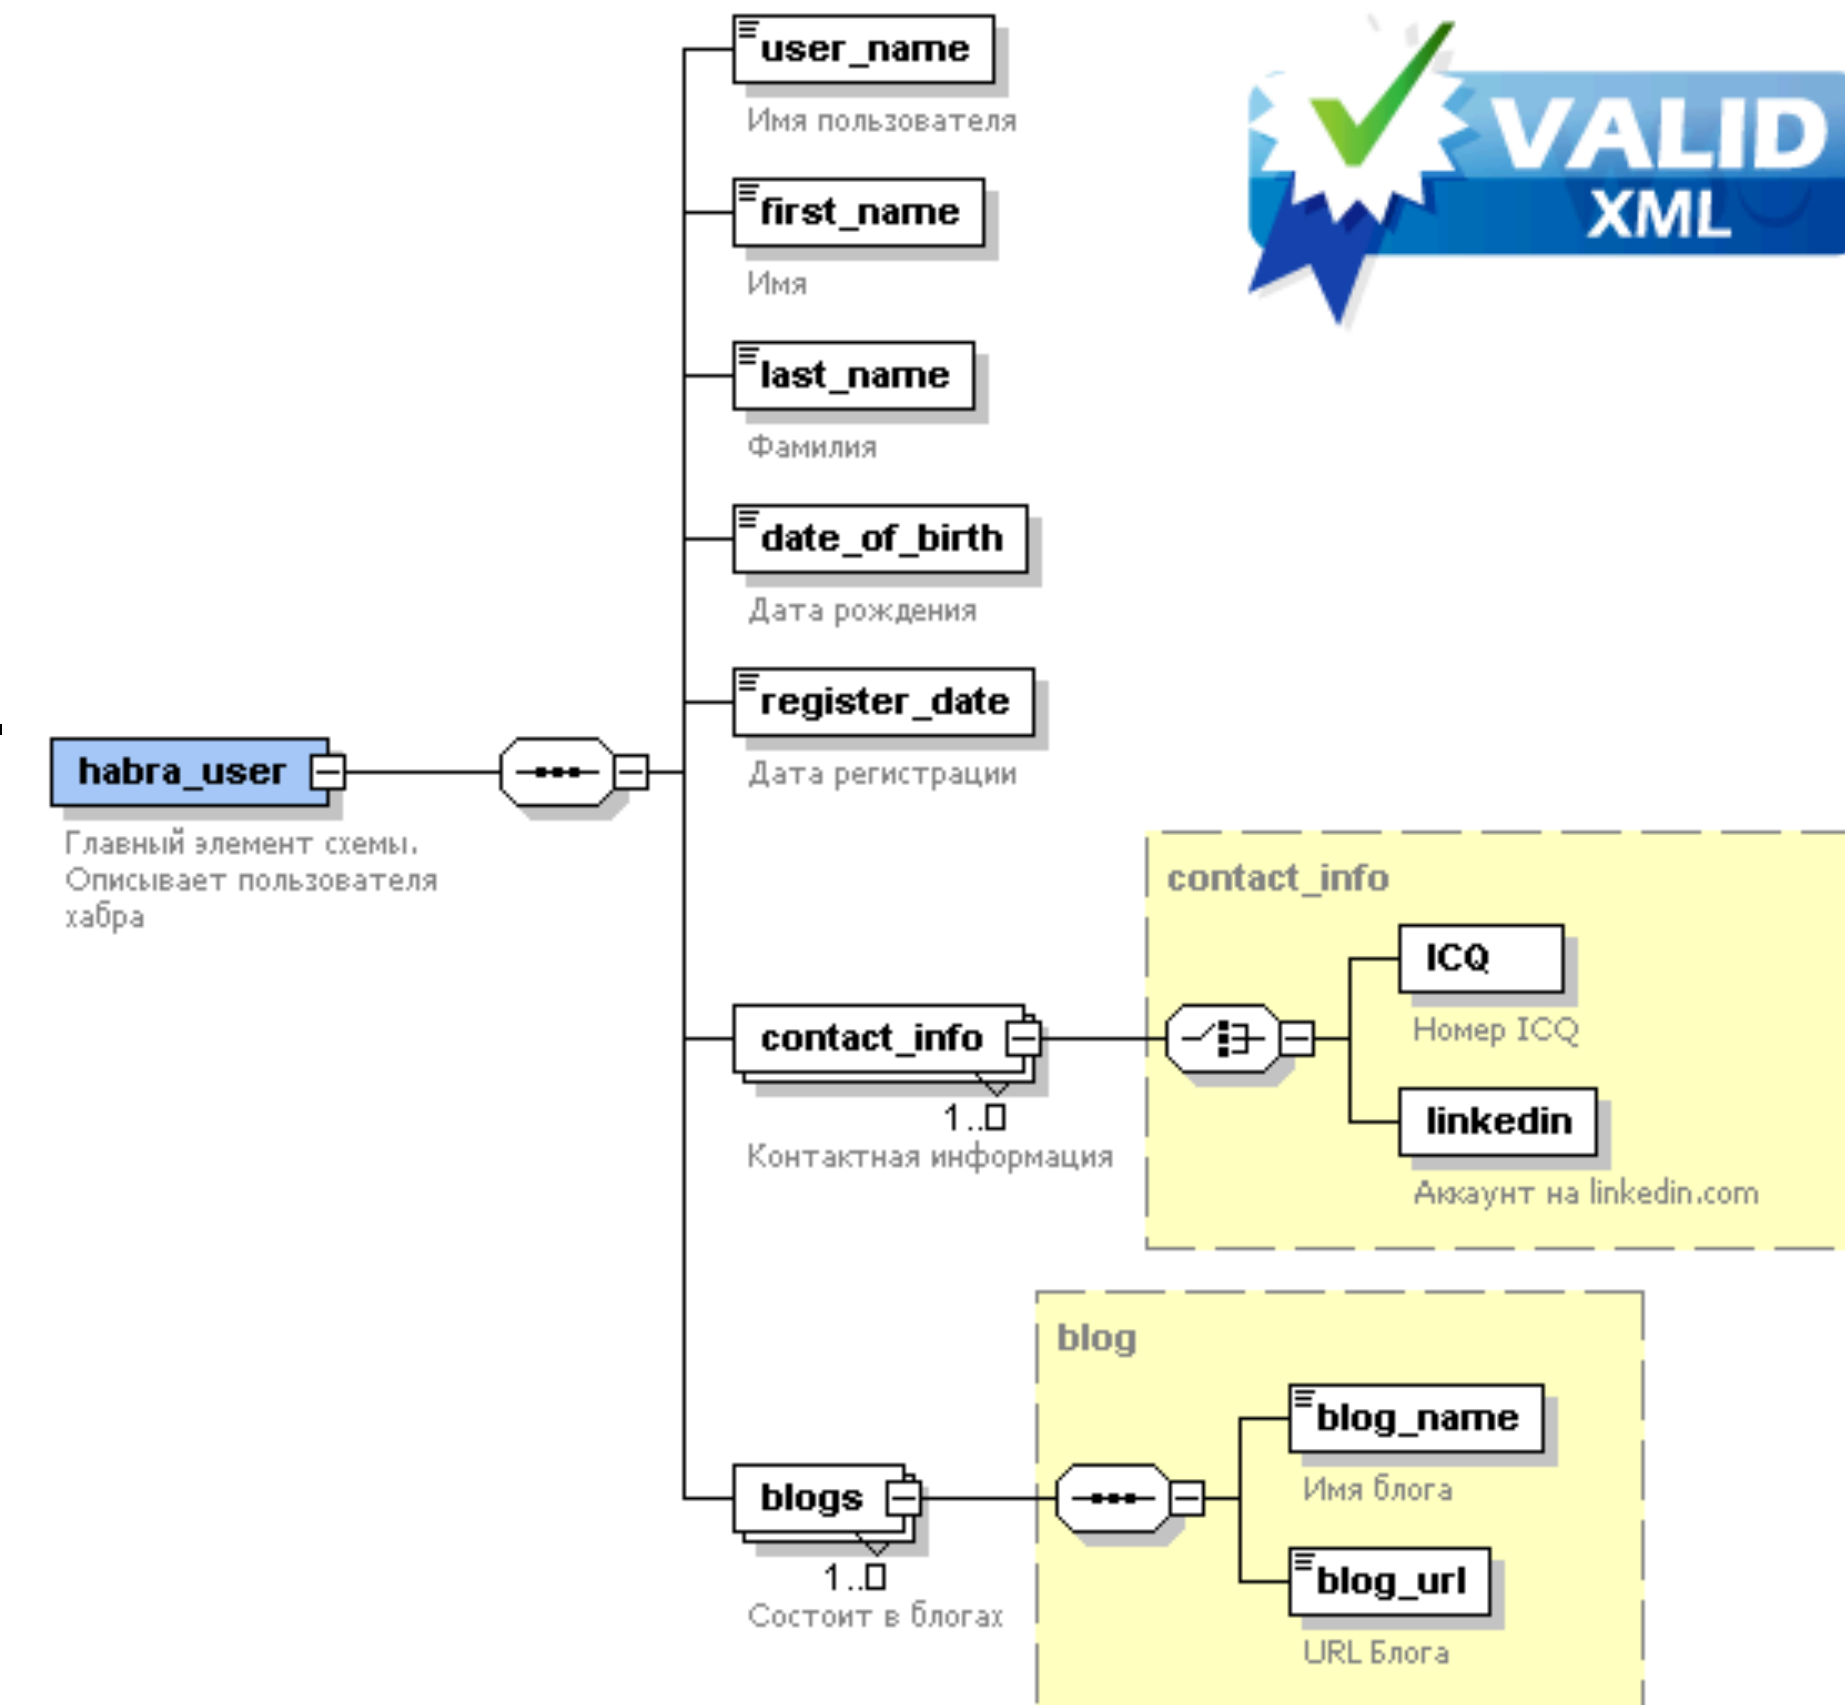 user_name
Имя пользователя
VALID
XML
first_name
Имя
last_name
Фамилия
date_of_birth
Дата рождения
register_date
Дата регистрации
habra_user
Главный элемент схемы.
Описывает пользователя
хабра
contact_info
ICQ
Номер ICQ
contact_info
1..□
Контактная информация
linkedin
Аккаунт на linkedin.com
blog
blog_name
Имя блога
blogs
1..□
Состоит в блогах
blog_url
URL Блога